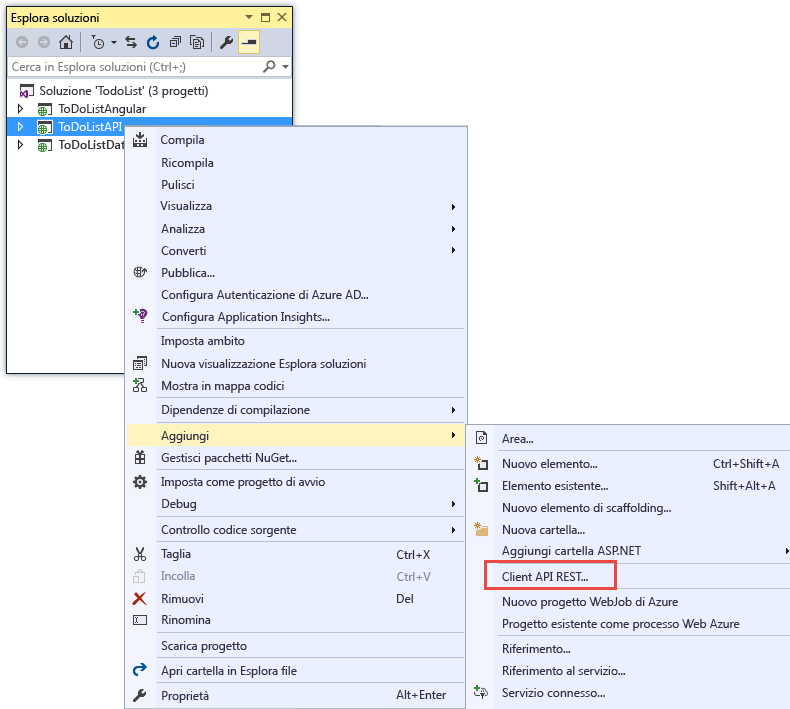 Esplora soluzioni
Cerca in Esplora soluzioni (Ctrl+;)
Soluzione 'TodoList' (3 progetti)
ToDoListAngular
ToDoListAPI
ToDoListDat
Compila
Ricompila
Pulisci
Visualizza
Analizza
Converti
Pubblica...
Configura Autenticazione di Azure AD...
Configura Application Insights...
Imposta ambito
Nuova visualizzazione Esplora soluzioni
Mostra in mappa codici
Dipendenze di compilazione
Aggiungi
Gestisci pacchetti NuGet...
Imposta come progetto di avvio
Debug
Controllo codice sorgente
Taglia Ctrl+X
Incolla Ctrl+V
Rimuovi Del
Rinomina
Scarica progetto
Apri cartella in Esplora file
Proprietà Alt+Enter
Area...
Nuovo elemento... Ctrl+Shift+A
Elemento esistente... Shift+Alt+A
Nuovo elemento di scaffolding...
Nuova cartella...
Aggiungi cartella ASP.NET
Client API REST...
Nuovo progetto WebJob di Azure
Progetto esistente come processo Web Azure
Riferimento...
Riferimento al servizio...
Servizio connesso...